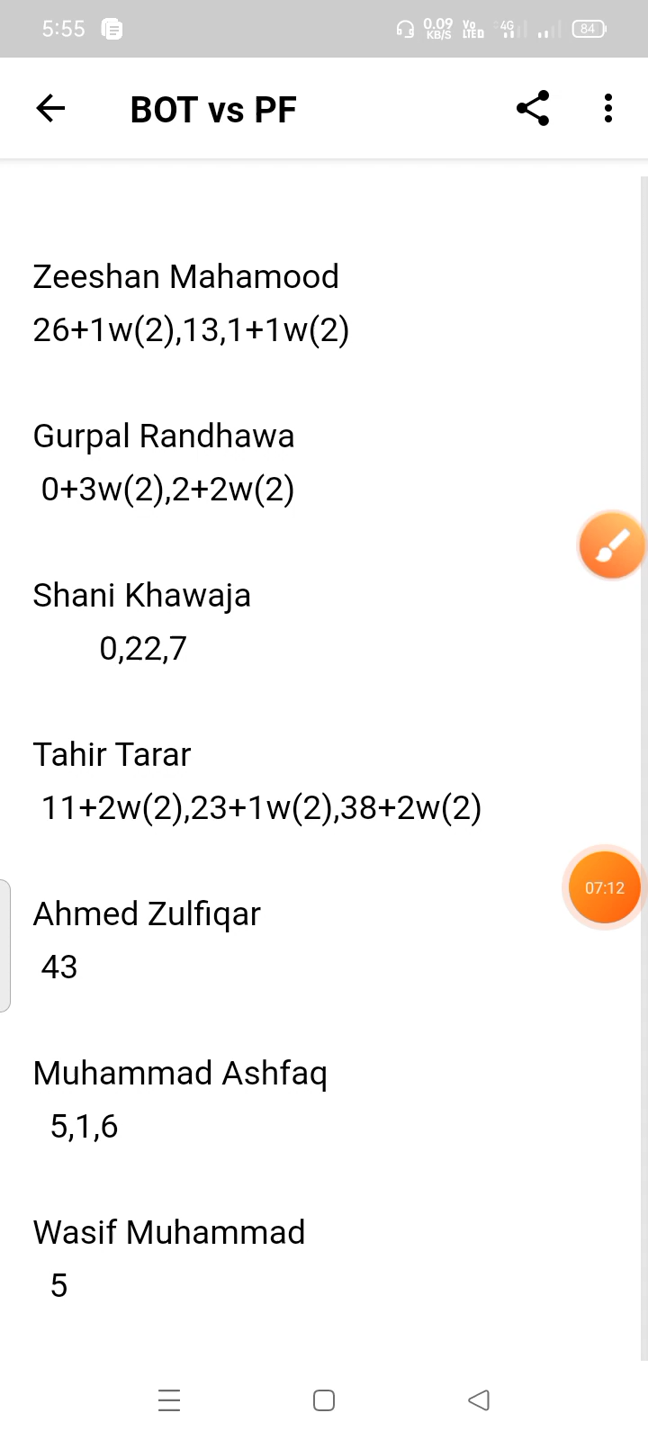 5:55 0.09 KB/S Vo LTED 4G 84
BOT vs PF
Zeeshan Mahamood
26+1w(2),13,1+1w(2)
Gurpal Randhawa
0+3w(2),2+2w(2)
Shani Khawaja
0,22,7
Tahir Tarar
11+2w(2),23+1w(2),38+2w(2)
07:12
Ahmed Zulfiqar
43
Muhammad Ashfaq
5,1,6
Wasif Muhammad
5